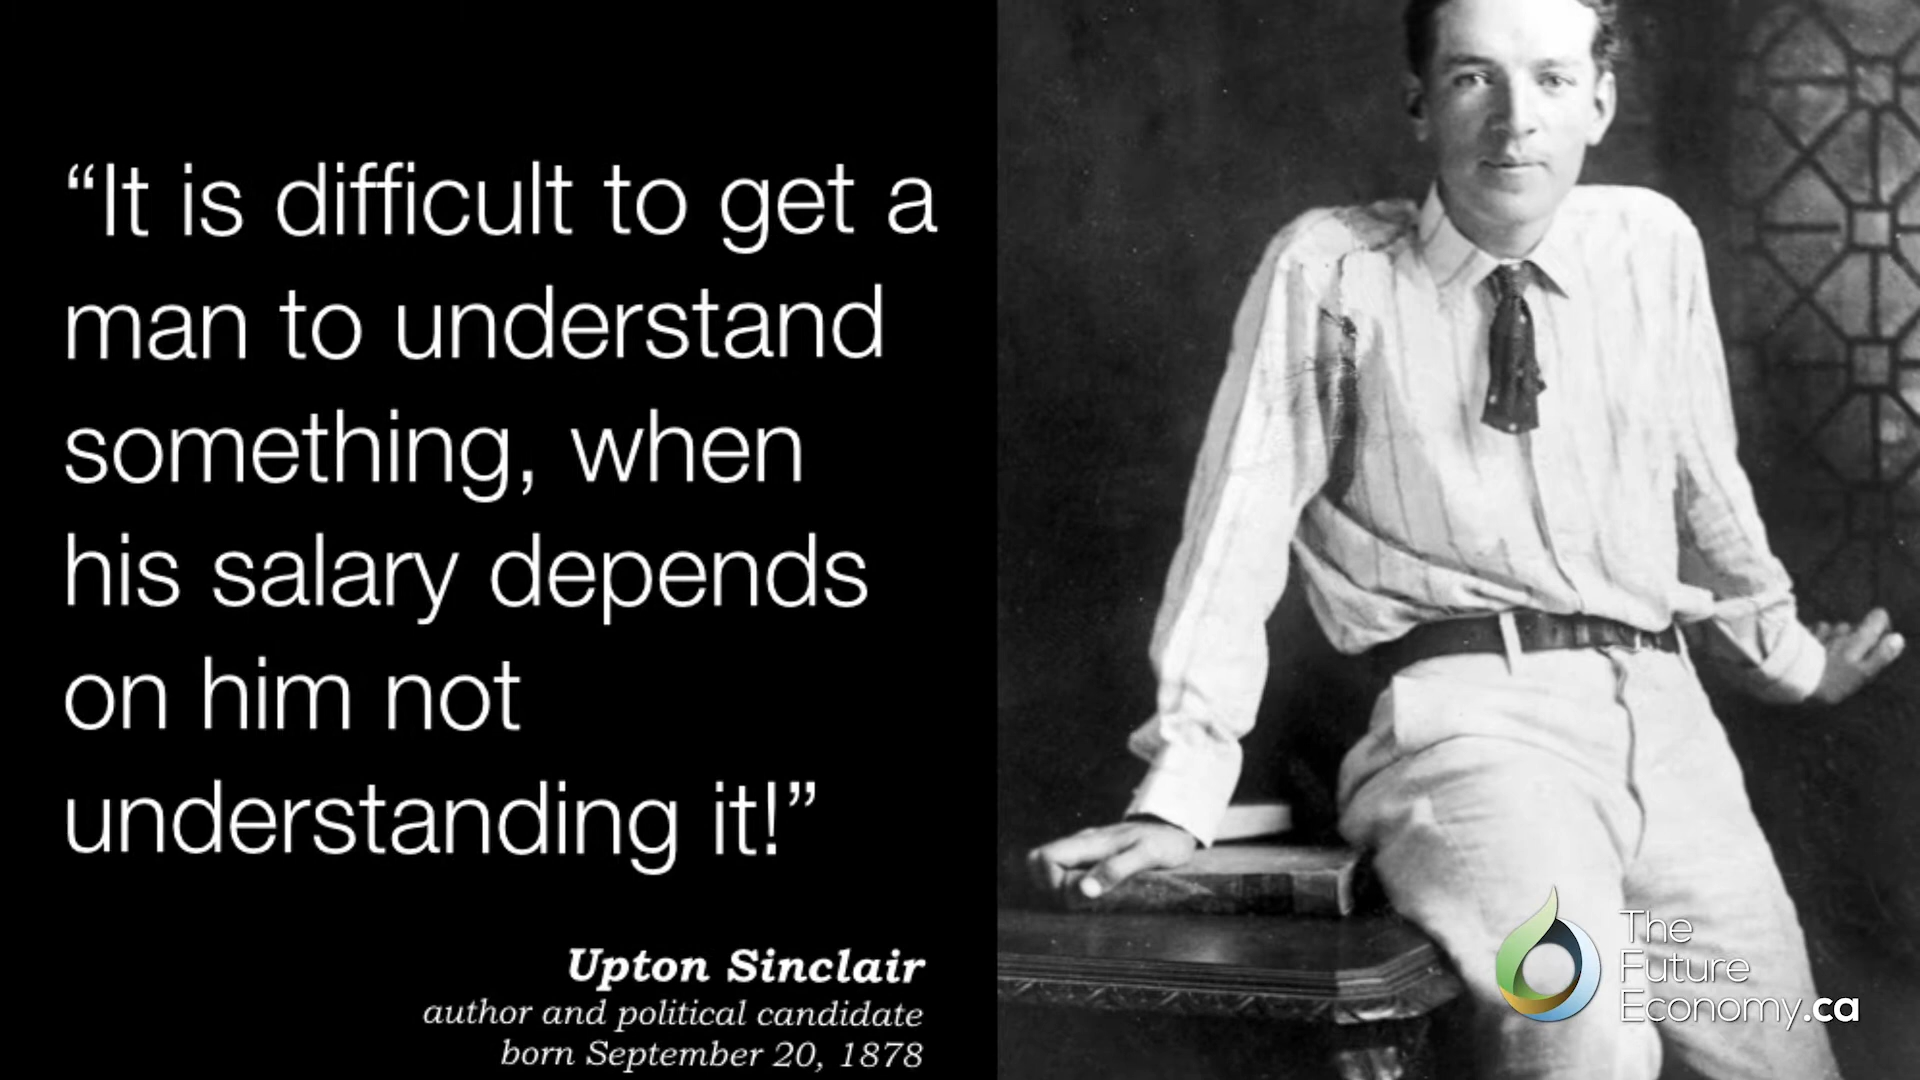 “It is difficult to get a
man to understand
something, when
his salary depends
on him not
understanding it!”
Upton Sinclair
author and political candidate
born September 20, 1878
The
Future
Economy.ca